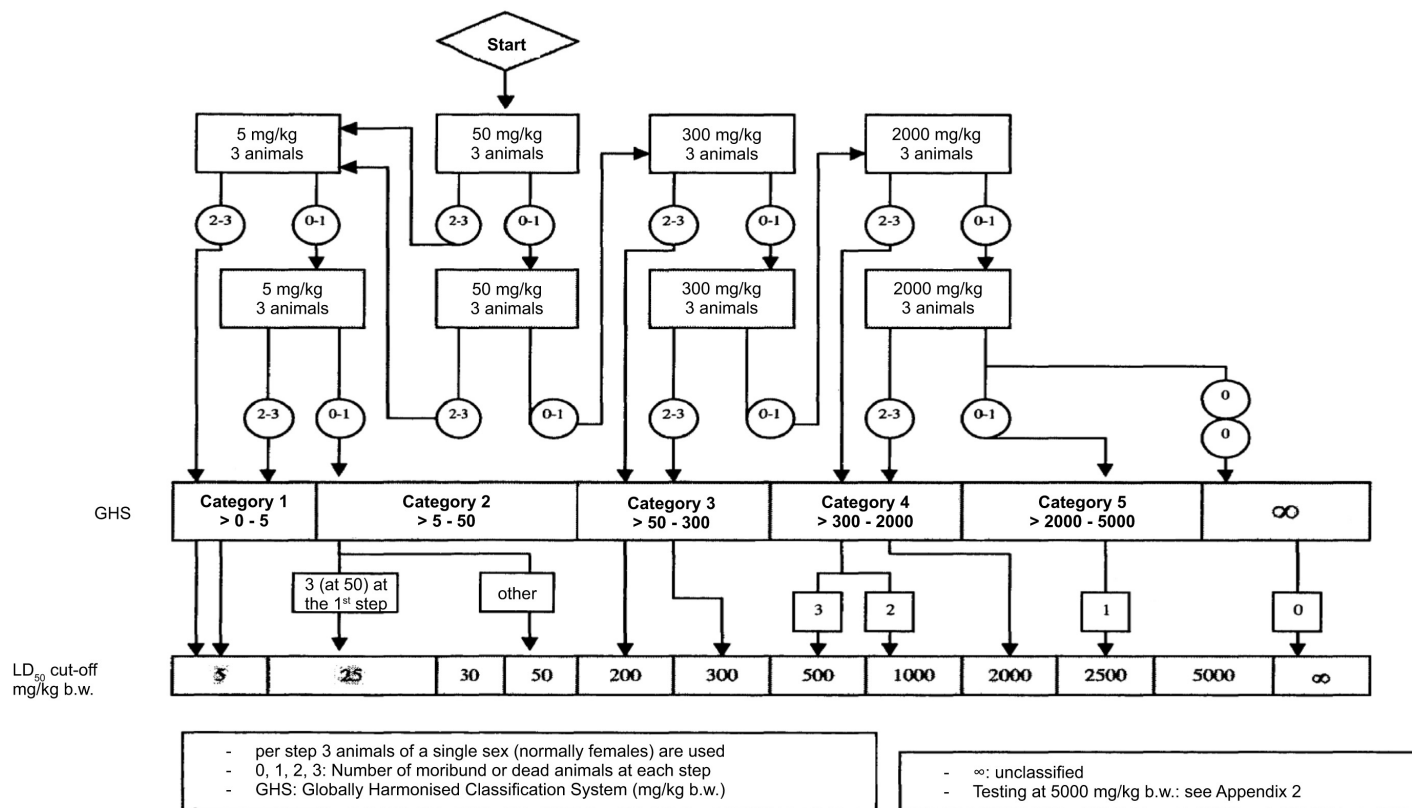 Start
5 mg/kg
3 animals
50 mg/kg
3 animals
300 mg/kg
3 animals
2000 mg/kg
3 animals
2-3
0-1
2-3
0-1
2-3
0-1
2-3
0-1
5 mg/kg
3 animals
50 mg/kg
3 animals
300 mg/kg
3 animals
2000 mg/kg
3 animals
2-3
0-1
2-3
0-1
2-3
0-1
2-3
0-1
0
0
GHS
Category 1
> 0 - 5
Category 2
> 5 - 50
Category 3
> 50 - 300
Category 4
> 300 - 2000
Category 5
> 2000 - 5000
∞
3 (at 50) at
the 1st step
other
3
2
1
0
LD50 cut-off
mg/kg b.w.
5
25
30
50
200
300
500
1000
2000
2500
5000
∞
- per step 3 animals of a single sex (normally females) are used
- 0, 1, 2, 3: Number of moribund or dead animals at each step
- GHS: Globally Harmonised Classification System (mg/kg b.w.)
- ∞: unclassified
- Testing at 5000 mg/kg b.w.: see Appendix 2